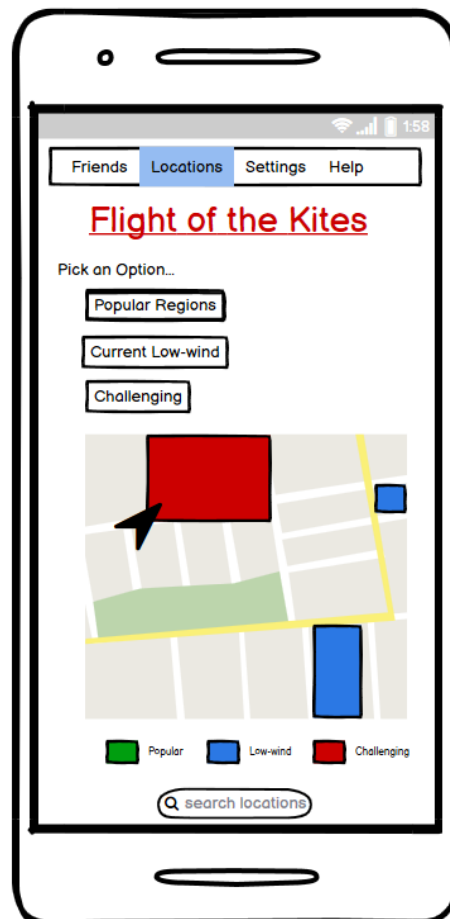 1:58
Friends Locations Settings Help
Flight of the Kites
Pick an Option...
Popular Regions
Current Low-wind
Challenging
Popular Low-wind Challenging
search locations